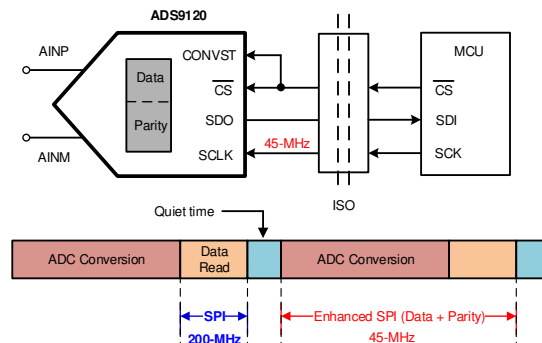 ADS9120
AINP
AINM
Data
Parity
CONVST
CS
SDO
SCLK
45-MHz
ISO
MCU
CS
SDI
SCK
Quiet time
ADC Conversion
Data
Read
ADC Conversion
SPI
200-MHz
Enhanced SPI (Data + Parity)
45-MHz